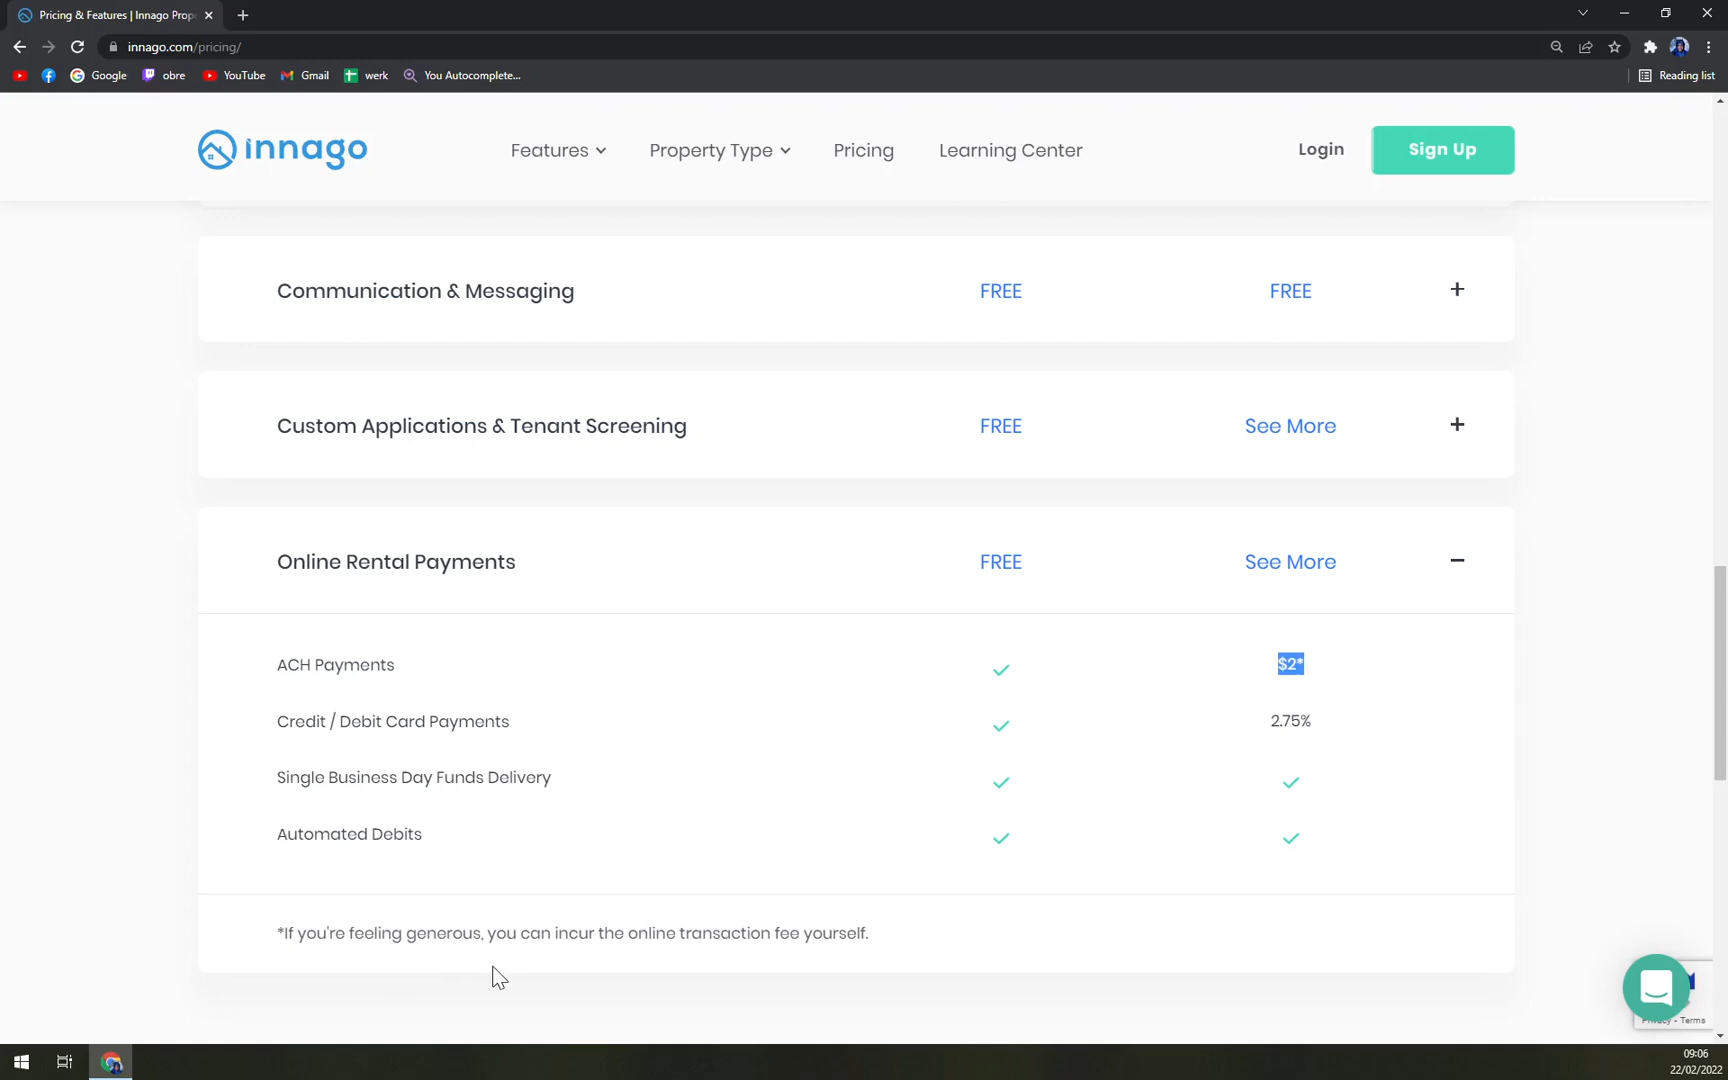 Pricing & Features | Innago Prop
innago.com/pricing/
Google
obre
YouTube
Gmail
werk
You Autocomplete...
Reading list
innago
Features
Property Type
Pricing
Learning Center
Login
Sign Up
Communication & Messaging FREE FREE +
Custom Applications & Tenant Screening FREE See More +
Online Rental Payments FREE See More −
ACH Payments $2*
Credit / Debit Card Payments 2.75%
Single Business Day Funds Delivery
Automated Debits
*If you're feeling generous, you can incur the online transaction fee yourself.
Privacy - Terms
09:06
22/02/2022